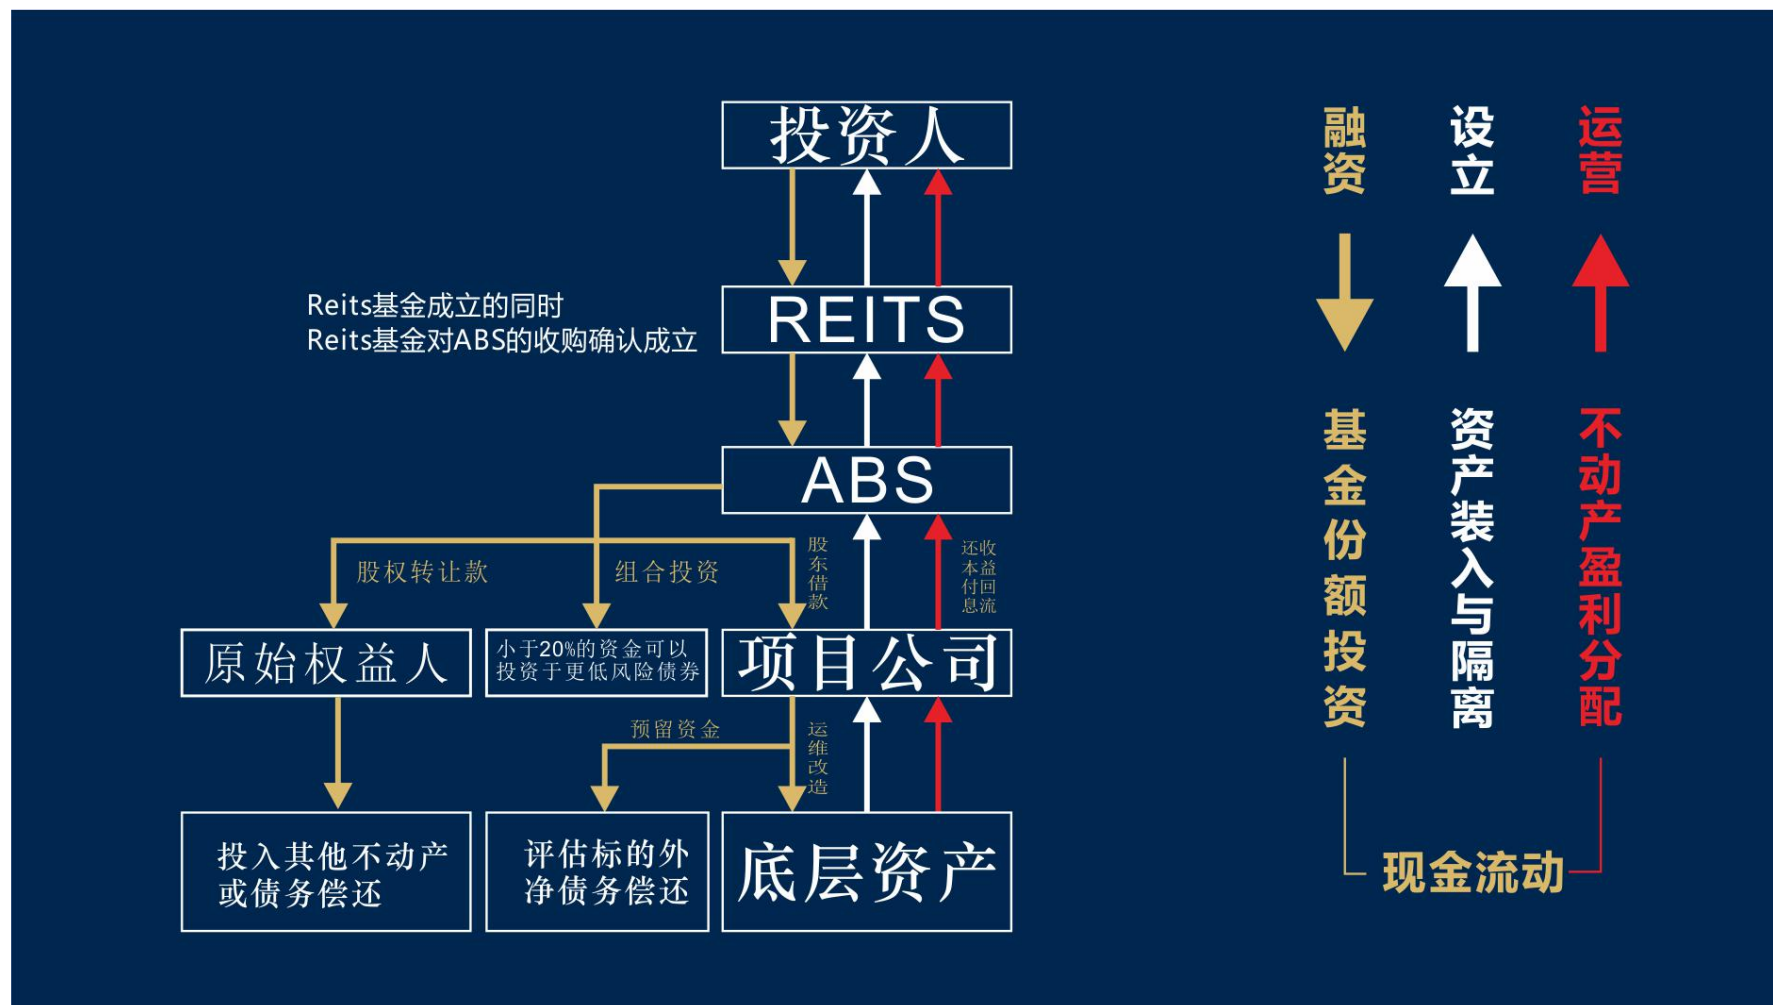 投资人
Reits基金成立的同时
Reits基金对ABS的收购确认成立
REITS
ABS
股权转让款
组合投资
股东借款
还本付息
收益回流
原始权益人
小于20%的资金可以
投资于更低风险债券
项目公司
预留资金
运维改造
投入其他不动产
或债务偿还
评估标的外
净债务偿还
底层资产
融资
设立
运营
基金份额投资
资产装入与隔离
不动产盈利分配
现金流动